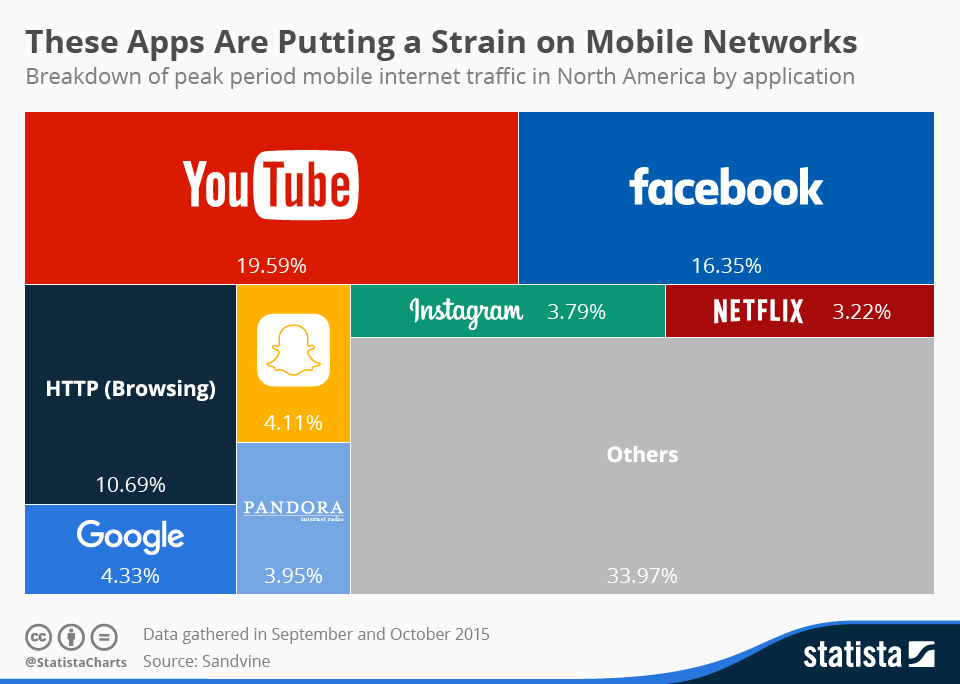 These Apps Are Putting a Strain on Mobile Networks
Breakdown of peak period mobile internet traffic in North America by application
YouTube
19.59%
facebook
16.35%
HTTP (Browsing)
10.69%
Google
4.33%
4.11%
PANDORA
internet radio
3.95%
Instagram 3.79%
NETFLIX 3.22%
Others
33.97%
cc
@StatistaCharts
Data gathered in September and October 2015
Source: Sandvine
statista